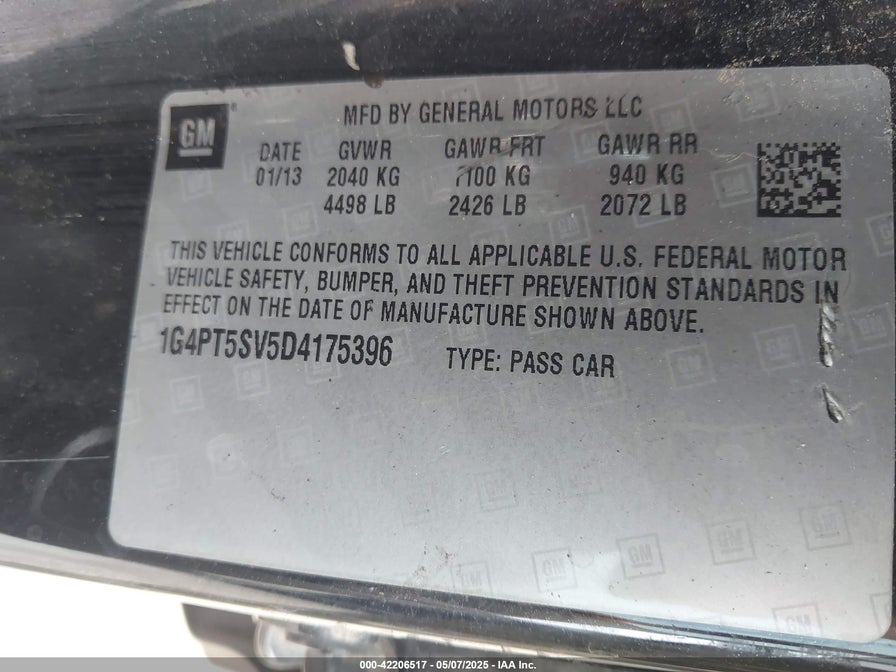 GM
MFD BY GENERAL MOTORS LLC
DATE GVWR GAWR FRT GAWR RR
01/13 2040 KG 1100 KG 940 KG
4498 LB 2426 LB 2072 LB
THIS VEHICLE CONFORMS TO ALL APPLICABLE U.S. FEDERAL MOTOR
VEHICLE SAFETY, BUMPER, AND THEFT PREVENTION STANDARDS IN
EFFECT ON THE DATE OF MANUFACTURE SHOWN ABOVE.
1G4PT5SV5D4175396 TYPE: PASS CAR
000-42206517 - 05/07/2025 - IAA Inc.